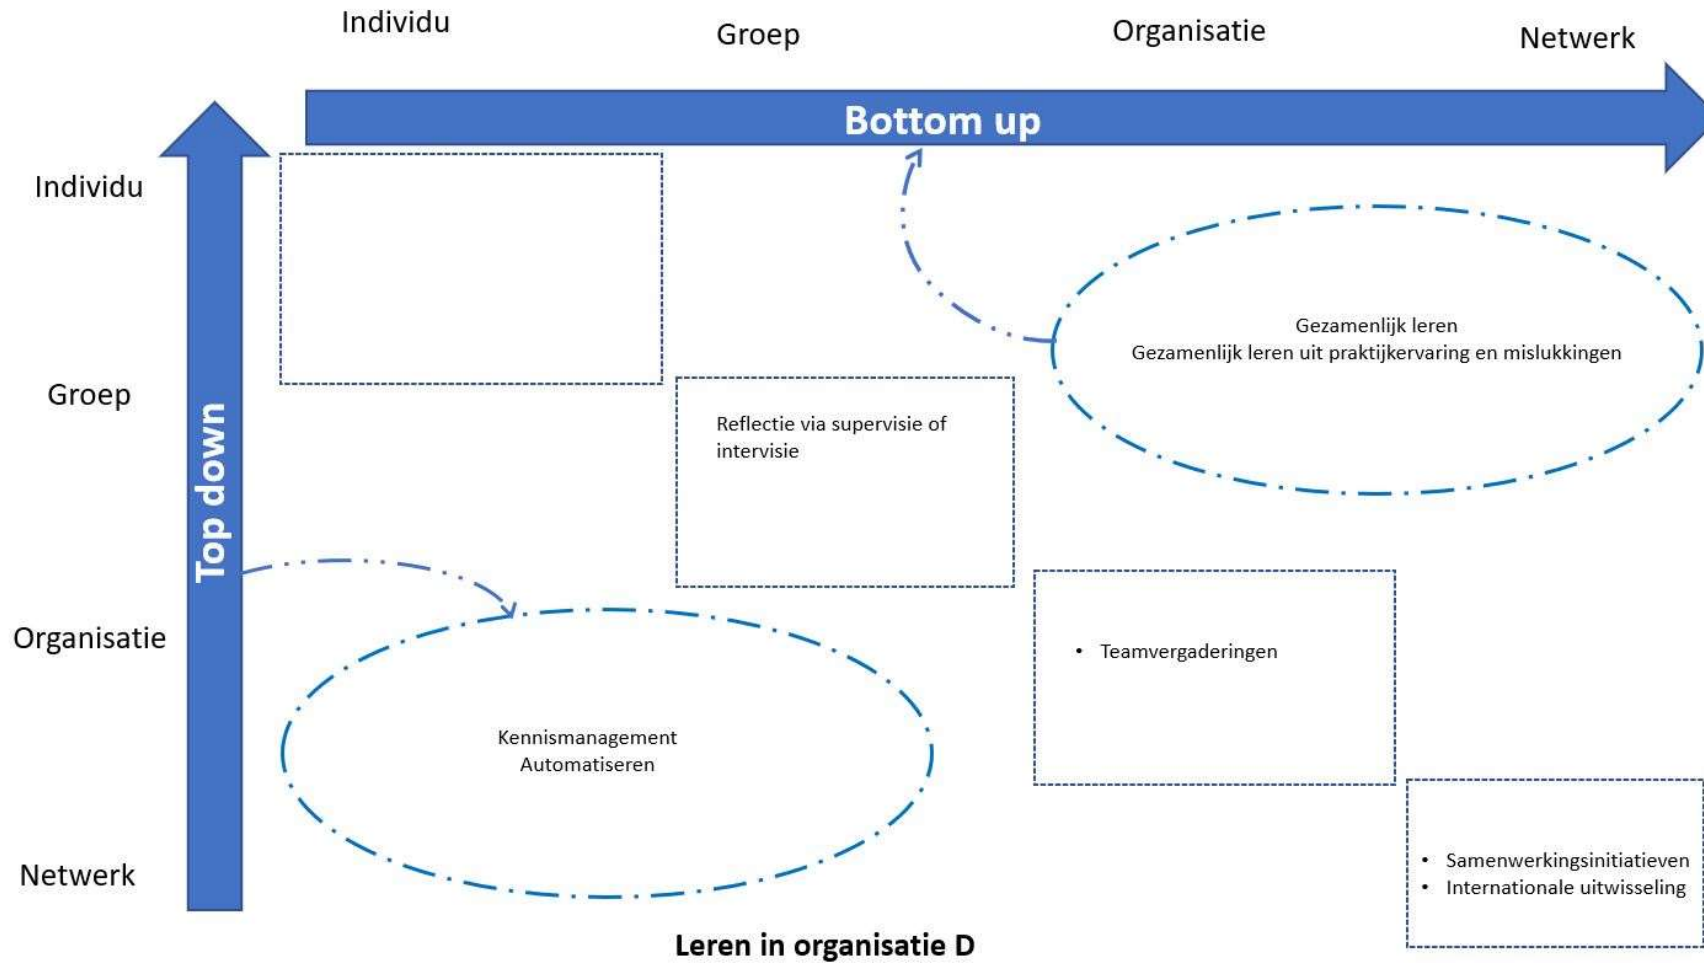 Individu
Groep
Organisatie
Netwerk
Bottom up
Individu
Groep
Organisatie
Netwerk
Top down
Gezamenlijk leren
Gezamenlijk leren uit praktijkervaring en mislukkingen
Reflectie via supervisie of
intervisie
• Teamvergaderingen
Kennismanagement
Automatiseren
• Samenwerkingsinitiatieven
• Internationale uitwisseling
Leren in organisatie D